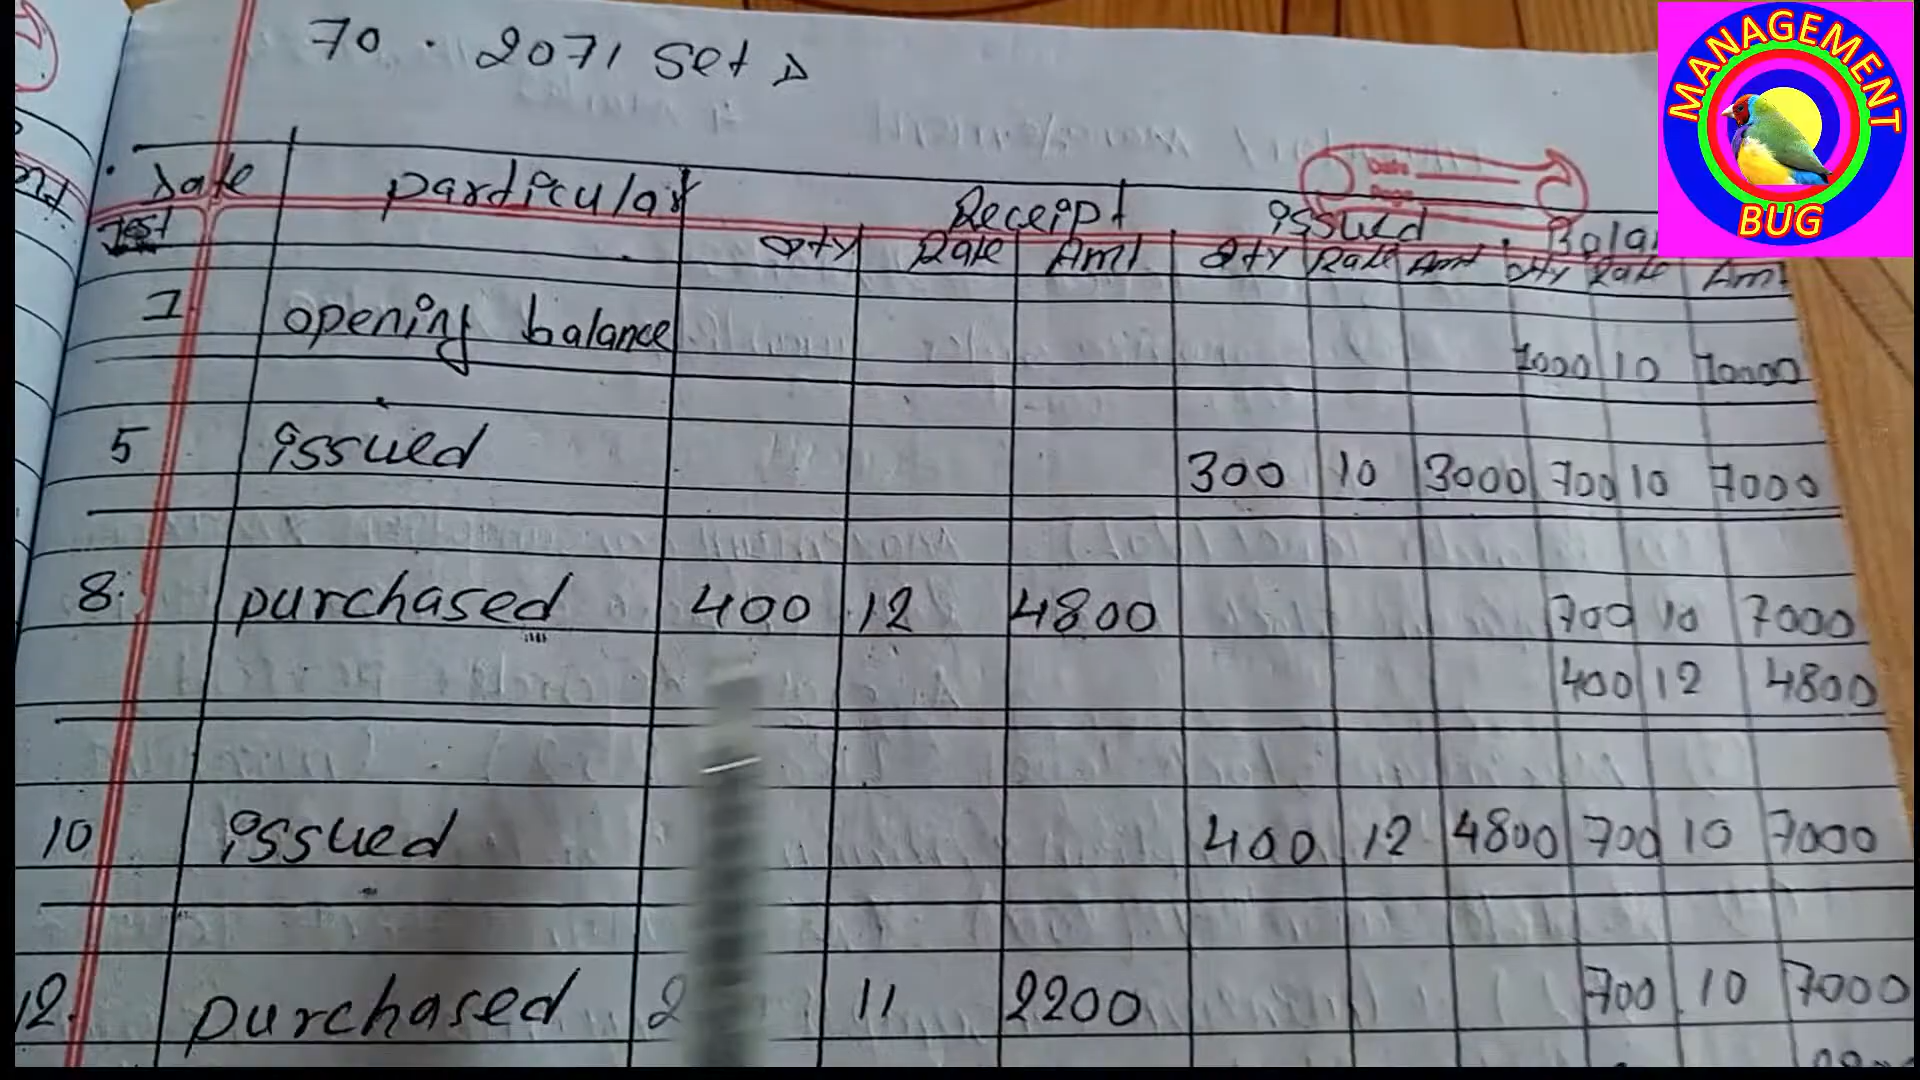 70 . 2071 Set D
MANAGEMENT
BUG
Date particular Receipt issued
Qty Rate Amt Qty Rate Amt Qty Rate Amt
1 opening balance 1000 10 10000
5 issued 300 10 3000 700 10 7000
8. purchased 400 12 4800 700 10 7000
400 12 4800
10 issued 400 12 4800 700 10 7000
12. purchased 11 2200 700 10 7000